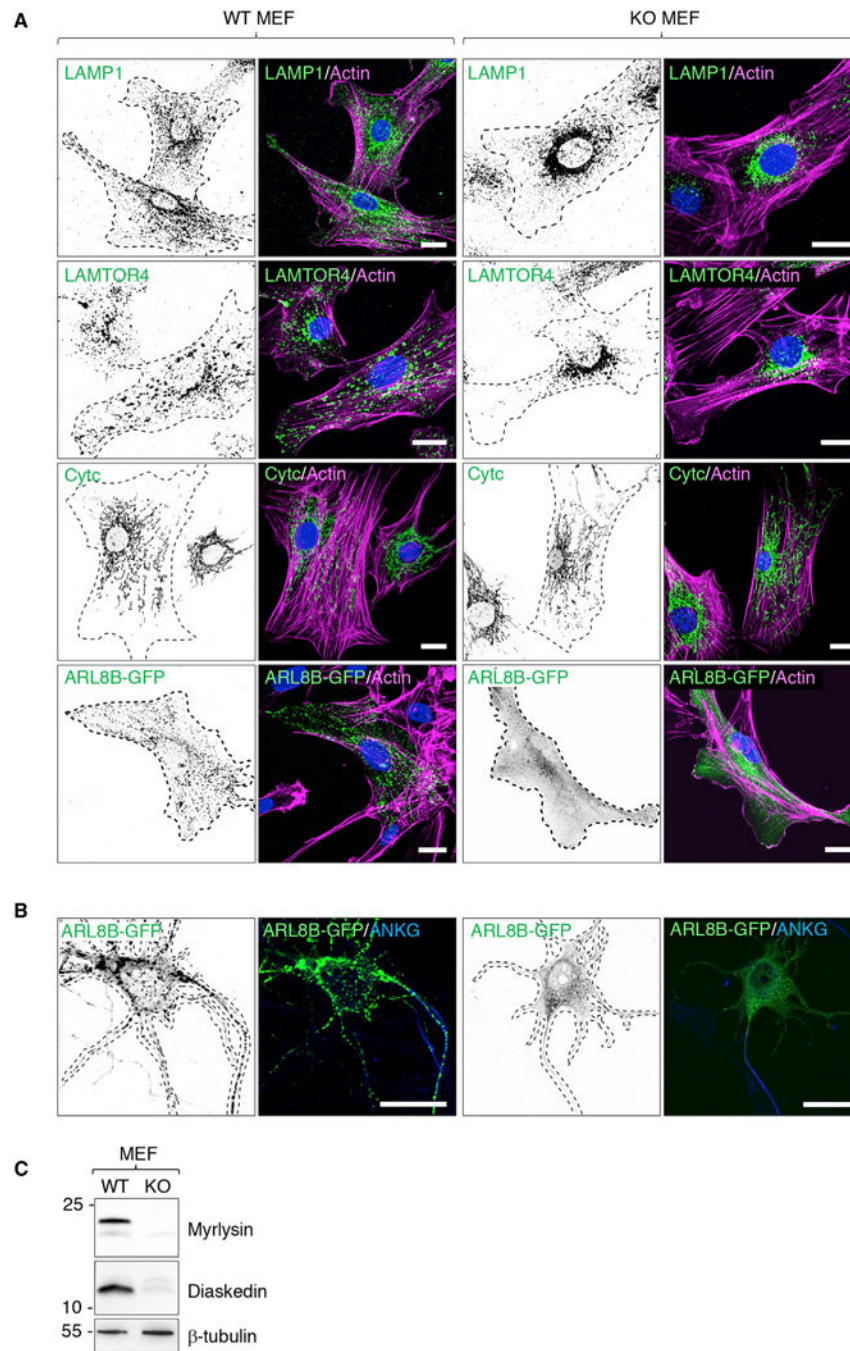 A
WT MEF KO MEF
LAMP1 LAMP1/Actin LAMP1 LAMP1/Actin
LAMTOR4 LAMTOR4/Actin LAMTOR4 LAMTOR4/Actin
Cytc Cytc/Actin Cytc Cytc/Actin
ARL8B-GFP ARL8B-GFP/Actin ARL8B-GFP ARL8B-GFP/Actin
B
ARL8B-GFP ARL8B-GFP/ANKG ARL8B-GFP ARL8B-GFP/ANKG
C
MEF
WT KO
25 -
Myrlysin
Diaskedin
10 -
55 - β-tubulin